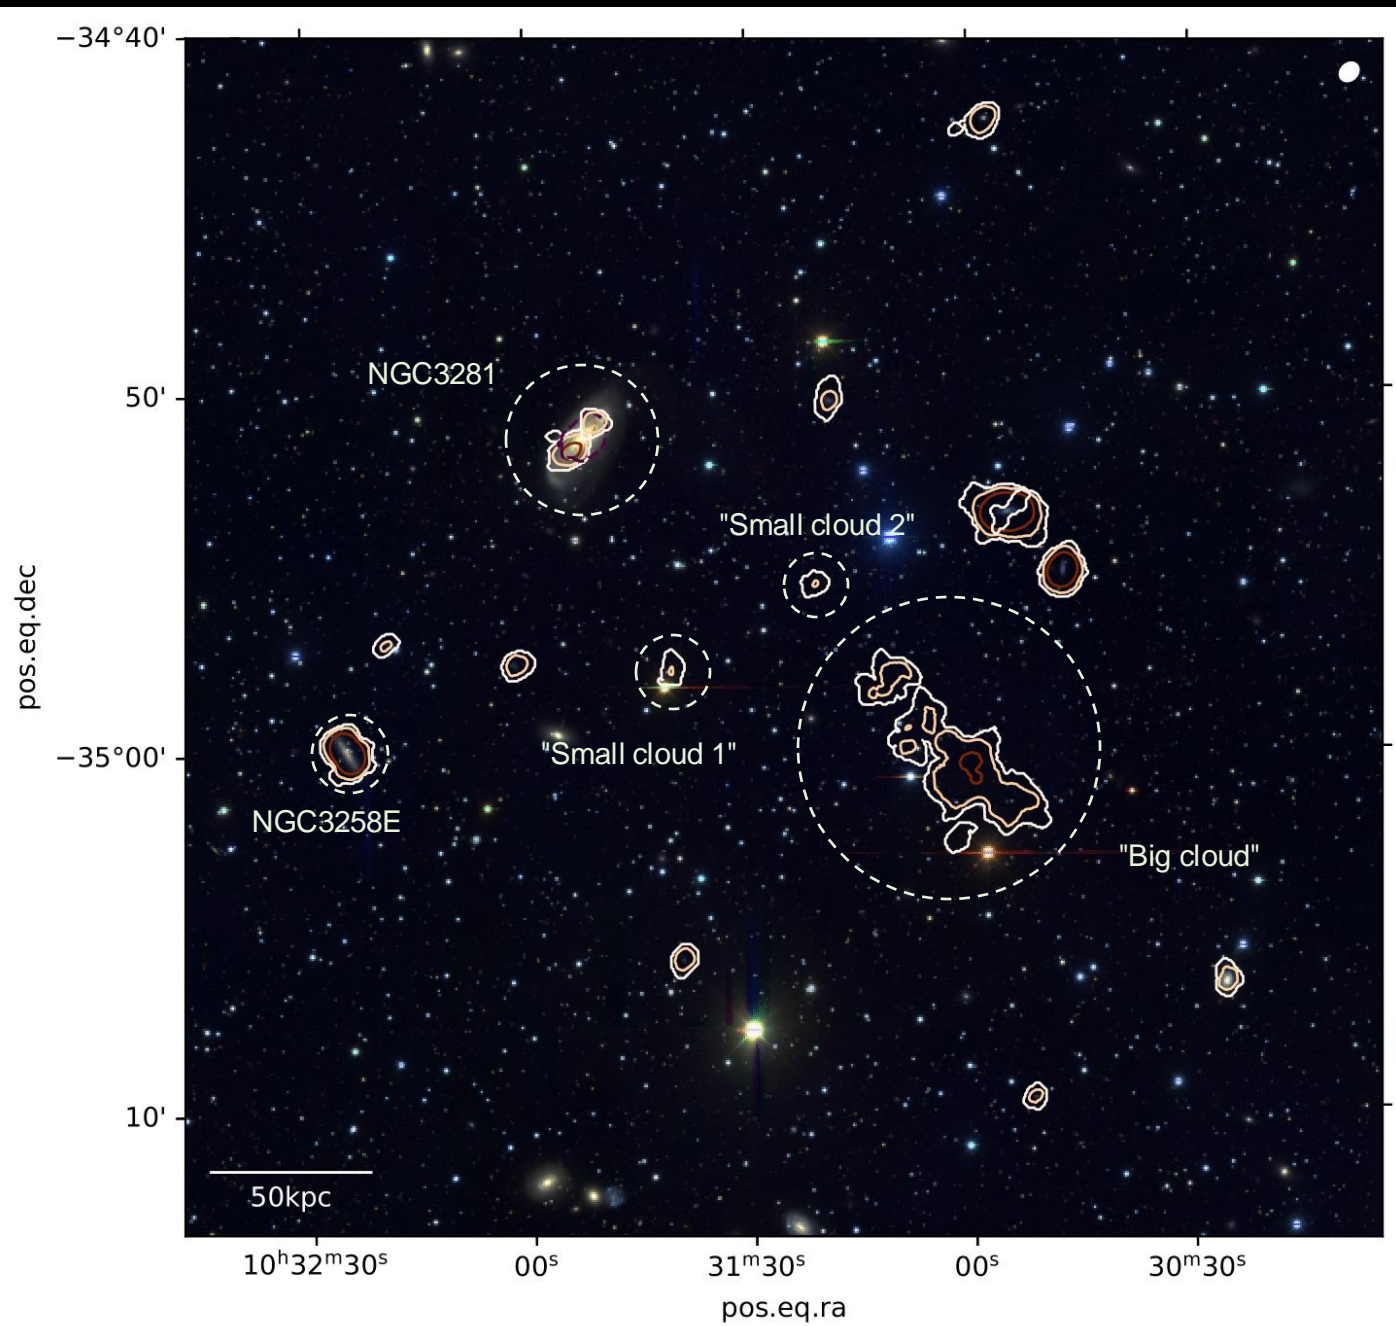 −34°40'
NGC3281
50'
"Small cloud 2"
pos.eq.dec
−35°00'
"Small cloud 1"
NGC3258E
"Big cloud"
10'
50kpc
10ʰ32ᵐ30ˢ 00ˢ 31ᵐ30ˢ 00ˢ 30ᵐ30ˢ
pos.eq.ra